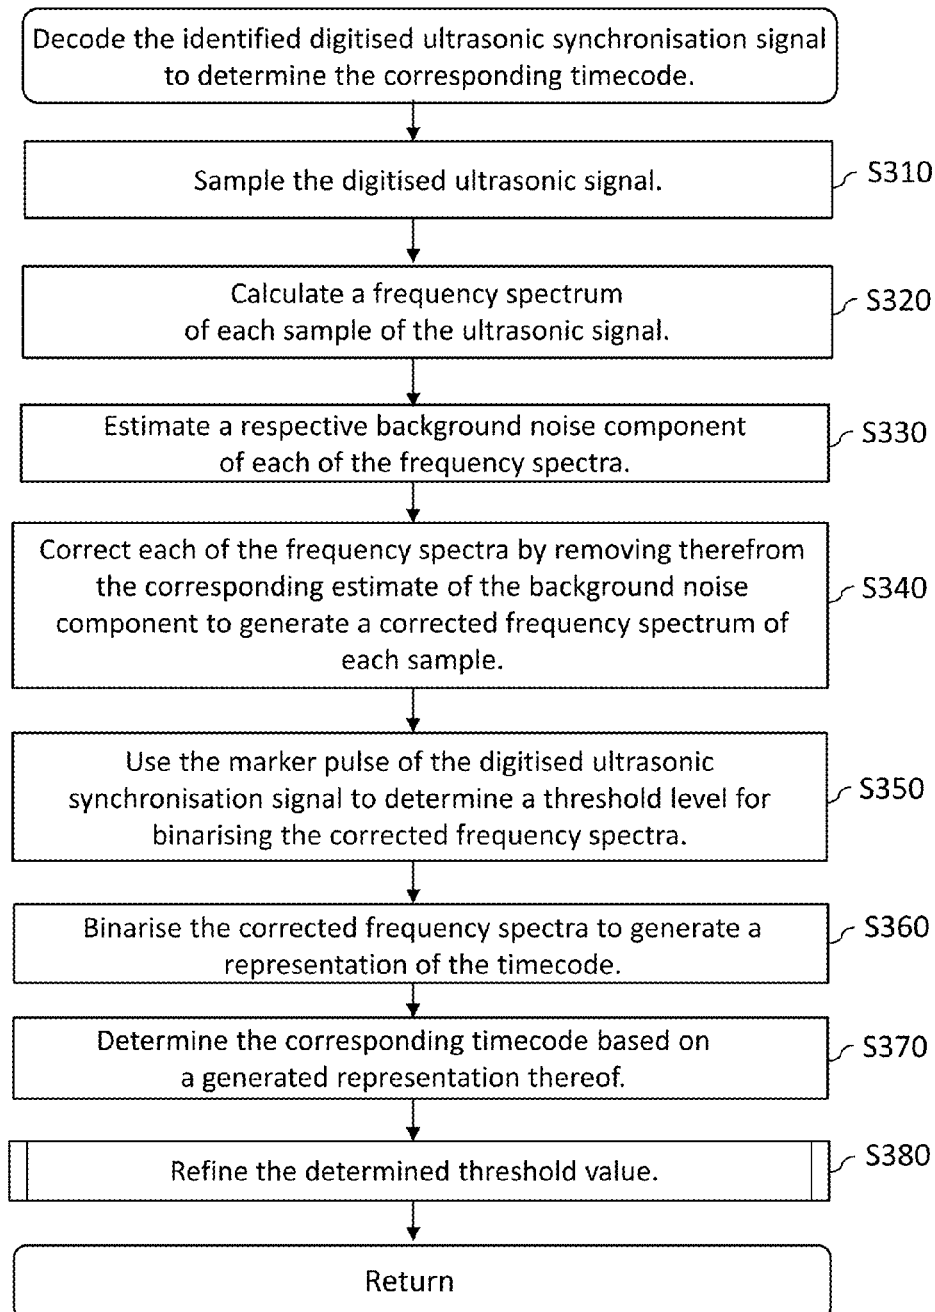 Decode the identified digitised ultrasonic synchronisation signal
to determine the corresponding timecode.
Sample the digitised ultrasonic signal.
S310
Calculate a frequency spectrum
of each sample of the ultrasonic signal.
S320
Estimate a respective background noise component
of each of the frequency spectra.
S330
Correct each of the frequency spectra by removing therefrom
the corresponding estimate of the background noise
component to generate a corrected frequency spectrum of
each sample.
S340
Use the marker pulse of the digitised ultrasonic
synchronisation signal to determine a threshold level for
binarising the corrected frequency spectra.
S350
Binarise the corrected frequency spectra to generate a
representation of the timecode.
S360
Determine the corresponding timecode based on
a generated representation thereof.
S370
Refine the determined threshold value.
S380
Return